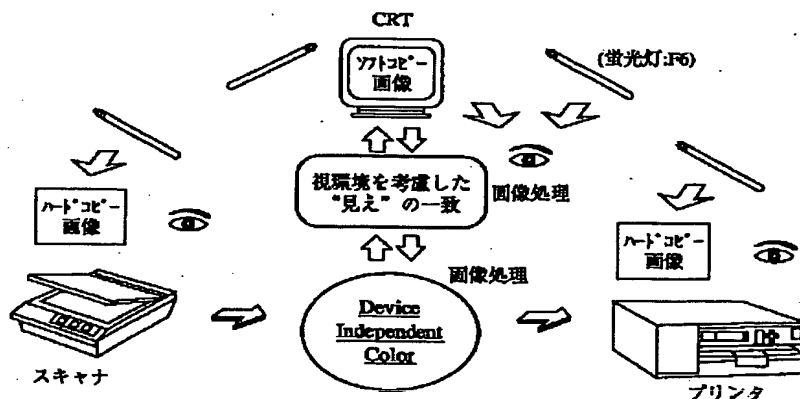 CRT
ソフトコピー
画像
(蛍光灯:F6)
視環境を考慮した
“見え”の一致
画像処理
ハードコピー
画像
ハードコピー
画像
画像処理
Device
Independent
Color
スキャナ
プリンタ